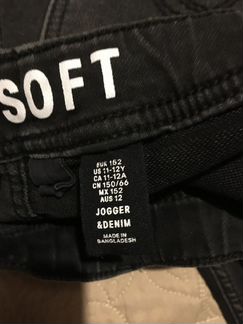 SOFT
EUR 152
US 11-12Y
CA 11-12A
CN 150/66
MX 152
AUS 12
JOGGER
&DENIM
MADE IN
BANGLADESH